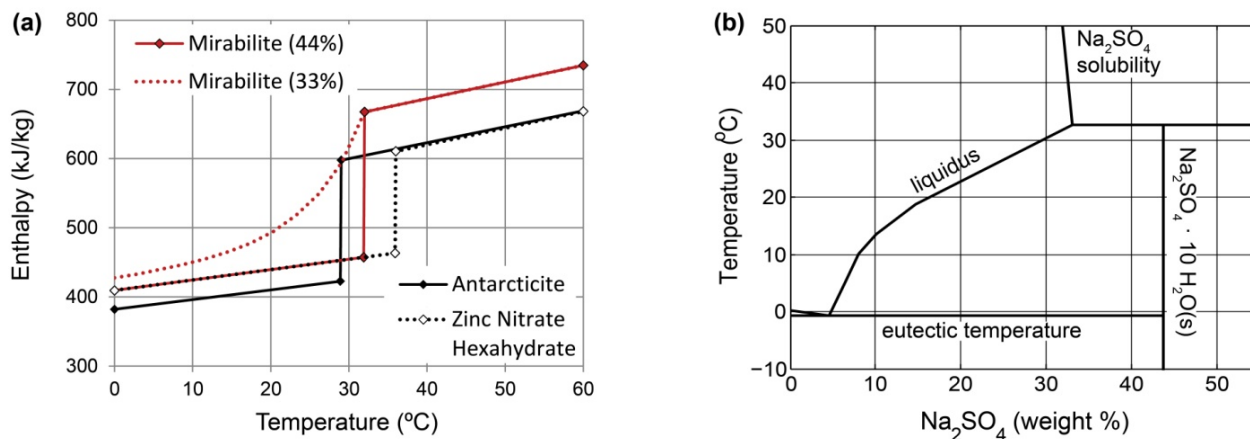 (a)
800
700
600
500
400
300
Enthalpy (kJ/kg)
Mirabilite (44%)
Mirabilite (33%)
Antarcticite
Zinc Nitrate
Hexahydrate
0 10 20 30 40 50 60
Temperature (ºC)
(b)
50
40
30
20
10
0
−10
Temperature (ºC)
Na₂SO₄
solubility
liquidus
Na₂SO₄ · 10 H₂O(s)
eutectic temperature
0 10 20 30 40 50
Na₂SO₄ (weight %)